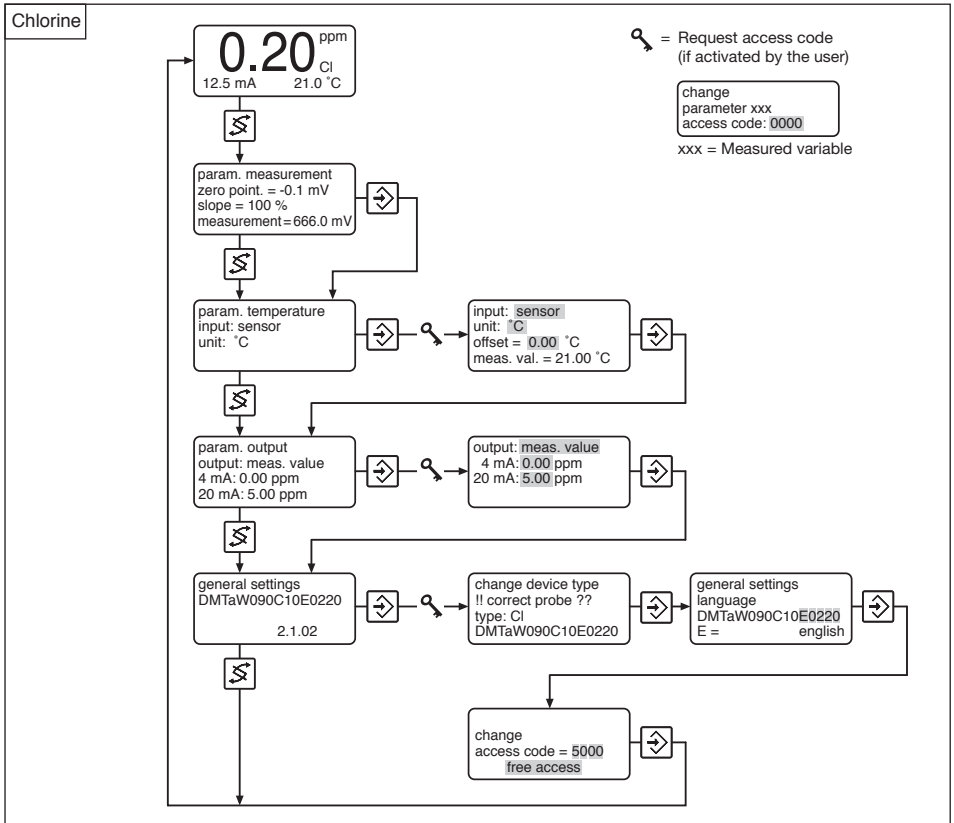 Chlorine
0.20 ppm
Cl
12.5 mA 21.0 °C
= Request access code
(if activated by the user)
change
parameter xxx
access code: 0000
xxx = Measured variable
param. measurement
zero point. = -0.1 mV
slope = 100 %
measurement=666.0 mV
param. temperature
input: sensor
unit: °C
input: sensor
unit: °C
offset = 0.00 °C
meas. val. = 21.00 °C
param. output
output: meas. value
4 mA: 0.00 ppm
20 mA: 5.00 ppm
output: meas. value
4 mA: 0.00 ppm
20 mA: 5.00 ppm
general settings
DMTaW090C10E0220
2.1.02
change device type
!! correct probe ??
type: Cl
DMTaW090C10E0220
general settings
language
DMTaW090C10E0220
E = english
change
access code = 5000
free access